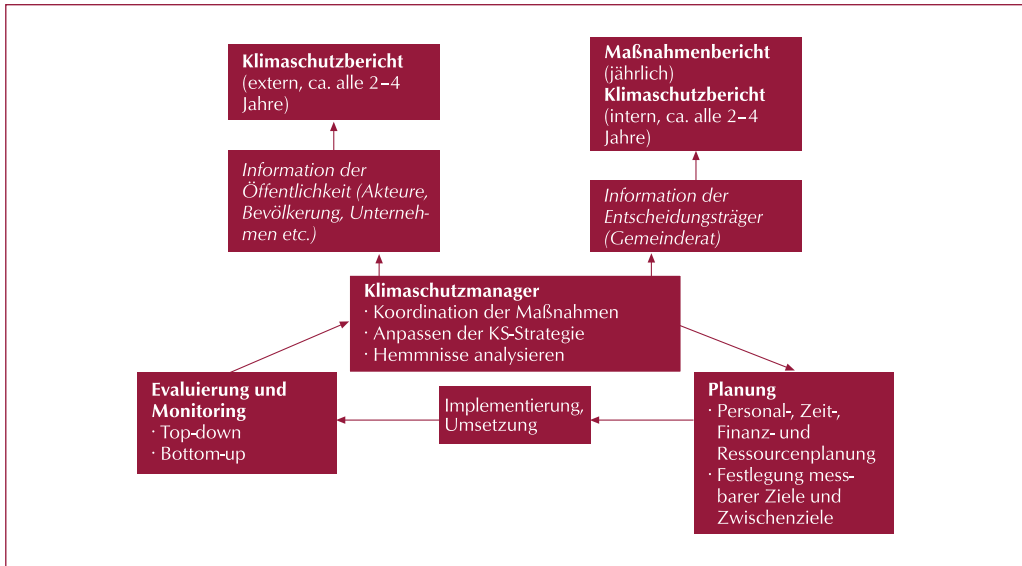 Klimaschutzbericht
(extern, ca. alle 2–4
Jahre)
Maßnahmenbericht
(jährlich)
Klimaschutzbericht
(intern, ca. alle 2–4
Jahre)
Information der
Öffentlichkeit (Akteure,
Bevölkerung, Unterneh-
men etc.)
Information der
Entscheidungsträger
(Gemeinderat)
Klimaschutzmanager
· Koordination der Maßnahmen
· Anpassen der KS-Strategie
· Hemmnisse analysieren
Evaluierung und
Monitoring
· Top-down
· Bottom-up
Implementierung,
Umsetzung
Planung
· Personal-, Zeit-,
Finanz- und
Ressourcenplanung
· Festlegung mess-
barer Ziele und
Zwischenziele